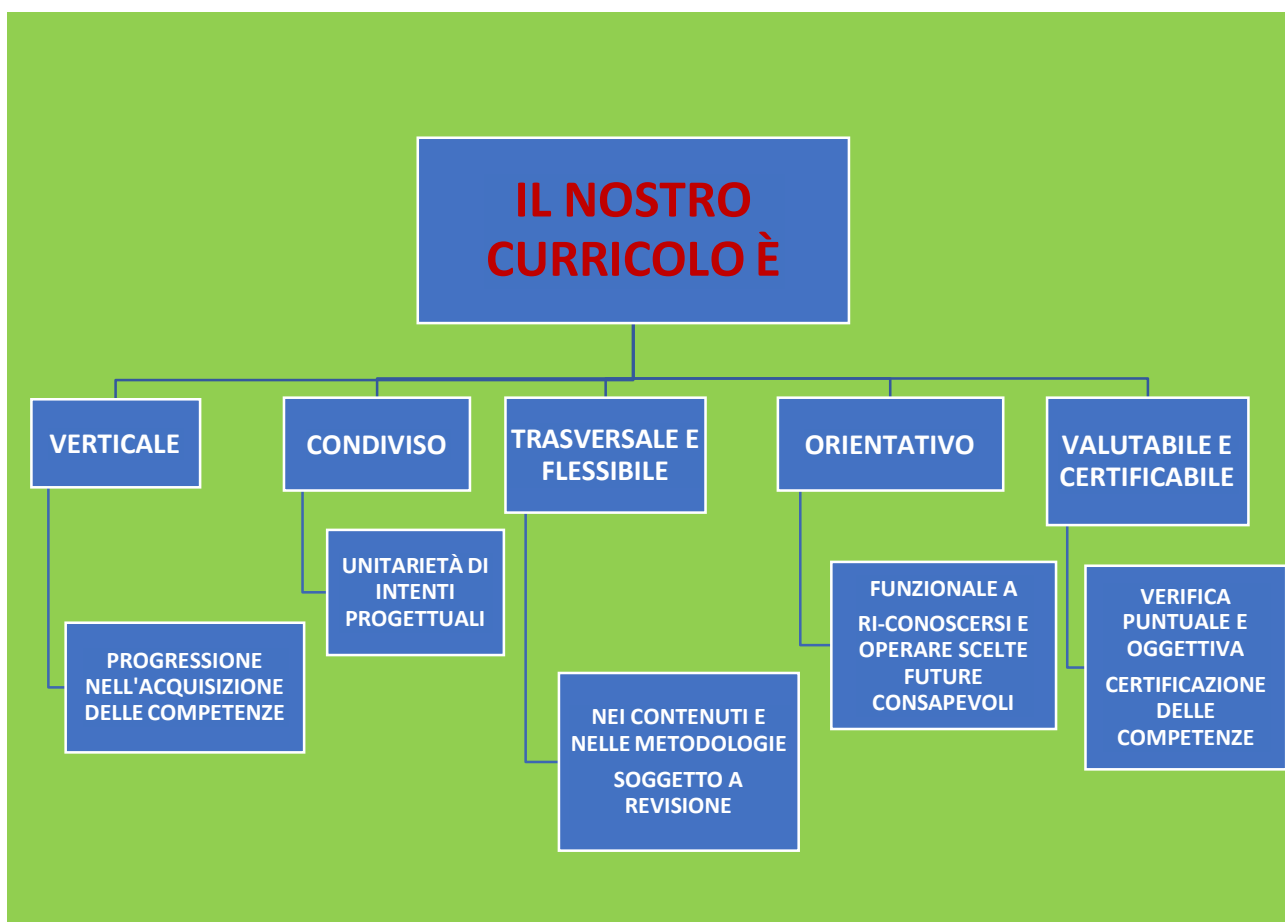 IL NOSTRO
CURRICOLO È
VERTICALE
PROGRESSIONE
NELL'ACQUISIZIONE
DELLE COMPETENZE
CONDIVISO
UNITARIETÀ DI
INTENTI
PROGETTUALI
TRASVERSALE E
FLESSIBILE
NEI CONTENUTI E
NELLE METODOLOGIE
SOGGETTO A
REVISIONE
ORIENTATIVO
FUNZIONALE A
RI-CONOSCERSI E
OPERARE SCELTE
FUTURE
CONSAPEVOLI
VALUTABILE E
CERTIFICABILE
VERIFICA
PUNTUALE E
OGGETTIVA
CERTIFICAZIONE
DELLE
COMPETENZE